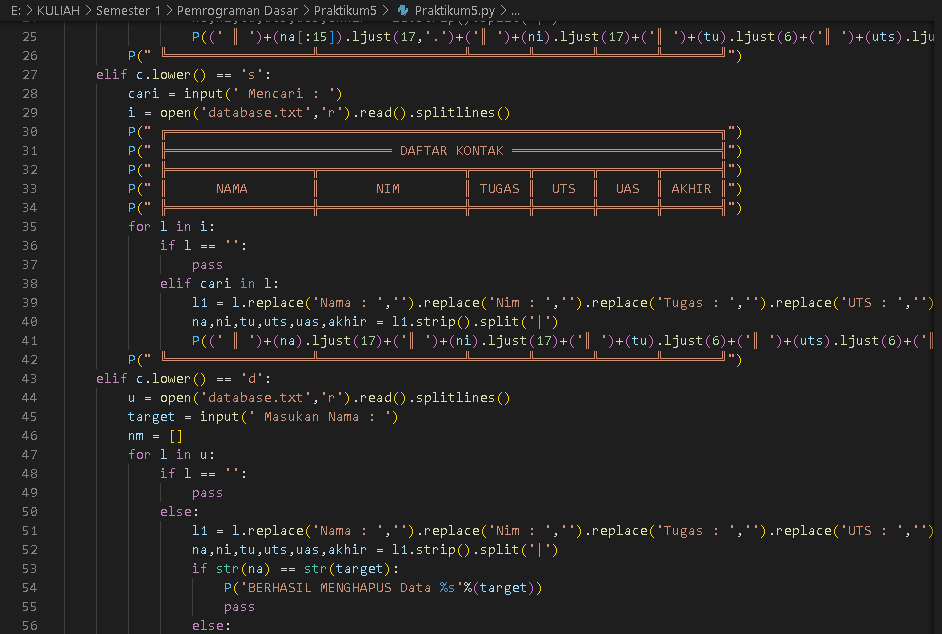 E: > KULIAH > Semester 1 > Pemrograman Dasar > Praktikum5 > Praktikum5.py > ...
25 P((' ║ ')+(na[:15]).ljust(17,'.')+('║ ')+(ni).ljust(17)+('║ ')+(tu).ljust(6)+('║ ')+(uts).lju
26 P(" ╚══════════════════╩══════════════════╩═══════╩═══════╩═══════╩═══════╝")
27 elif c.lower() == 's':
28 cari = input(' Mencari : ')
29 i = open('database.txt','r').read().splitlines()
30 P(" ╔══════════════════════════════════════════════════════════════════════╗")
31 P(" ╠════════════════════════════ DAFTAR KONTAK ══════════════════════════╣")
32 P(" ╠══════════════════╦══════════════════╦═══════╦═══════╦═══════╦═══════╣")
33 P(" ║ NAMA ║ NIM ║ TUGAS ║ UTS ║ UAS ║ AKHIR ║")
34 P(" ╠══════════════════╬══════════════════╬═══════╬═══════╬═══════╬═══════╣")
35 for l in i:
36 if l == '':
37 pass
38 elif cari in l:
39 l1 = l.replace('Nama : ','').replace('Nim : ','').replace('Tugas : ','').replace('UTS : ','')
40 na,ni,tu,uts,uas,akhir = l1.strip().split('|')
41 P((' ║ ')+(na).ljust(17)+('║ ')+(ni).ljust(17)+('║ ')+(tu).ljust(6)+('║ ')+(uts).ljust(6)+('║
42 P(" ╚══════════════════╩══════════════════╩═══════╩═══════╩═══════╩═══════╝")
43 elif c.lower() == 'd':
44 u = open('database.txt','r').read().splitlines()
45 target = input(' Masukan Nama : ')
46 nm = []
47 for l in u:
48 if l == '':
49 pass
50 else:
51 l1 = l.replace('Nama : ','').replace('Nim : ','').replace('Tugas : ','').replace('UTS : ','')
52 na,ni,tu,uts,uas,akhir = l1.strip().split('|')
53 if str(na) == str(target):
54 P('BERHASIL MENGHAPUS Data %s'%(target))
55 pass
56 else: